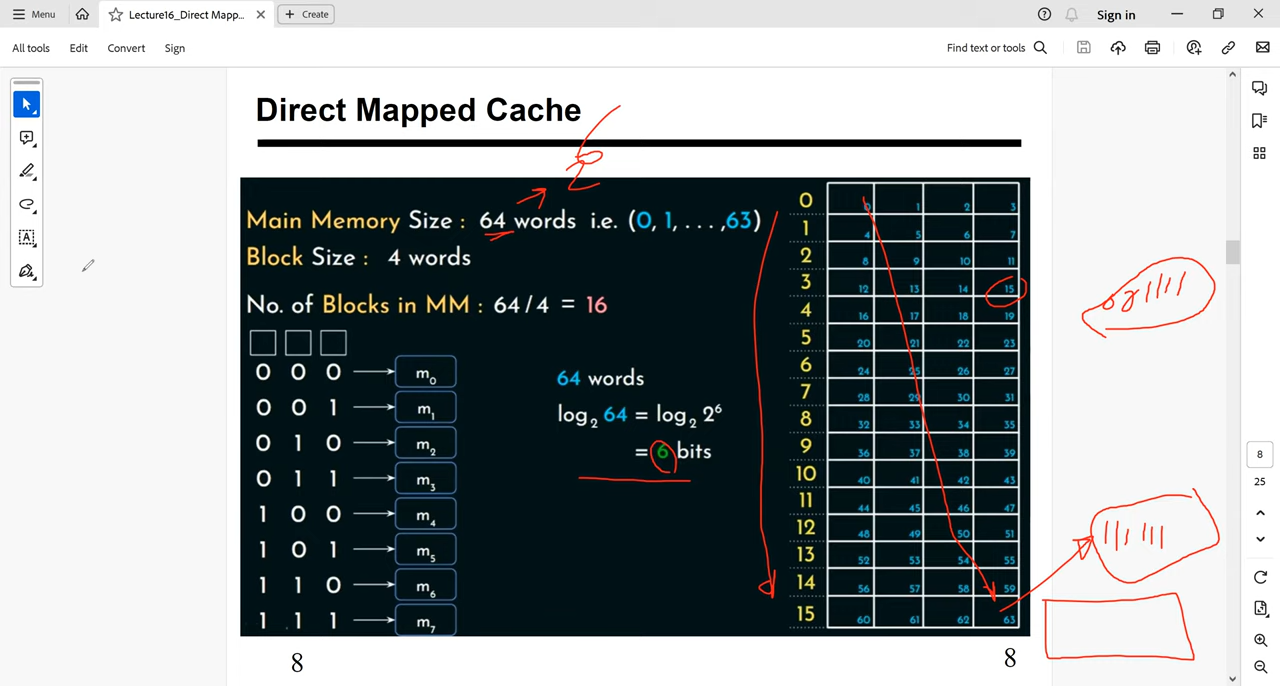 Menu
Lecture16_Direct Mapp...
Create
Sign in
All tools
Edit
Convert
Sign
Find text or tools
Direct Mapped Cache
2⁶
Main Memory Size : 64 words i.e. (0, 1, . . . ,63)
Block Size : 4 words
No. of Blocks in MM : 64/4 = 16
0 0 0 m₀
0 0 1 m₁
0 1 0 m₂
0 1 1 m₃
1 0 0 m₄
1 0 1 m₅
1 1 0 m₆
1 1 1 m₇
64 words
log₂ 64 = log₂ 2⁶
= 6 bits
0 0 1 2 3
1 4 5 6 7
2 8 9 10 11
3 12 13 14 15
4 16 17 18 19
5 20 21 22 23
6 24 25 26 27
7 28 29 30 31
8 32 33 34 35
9 36 37 38 39
10 40 41 42 43
11 44 45 46 47
12 48 49 50 51
13 52 53 54 55
14 56 57 58 59
15 60 61 62 63
111111
8
8
8
25